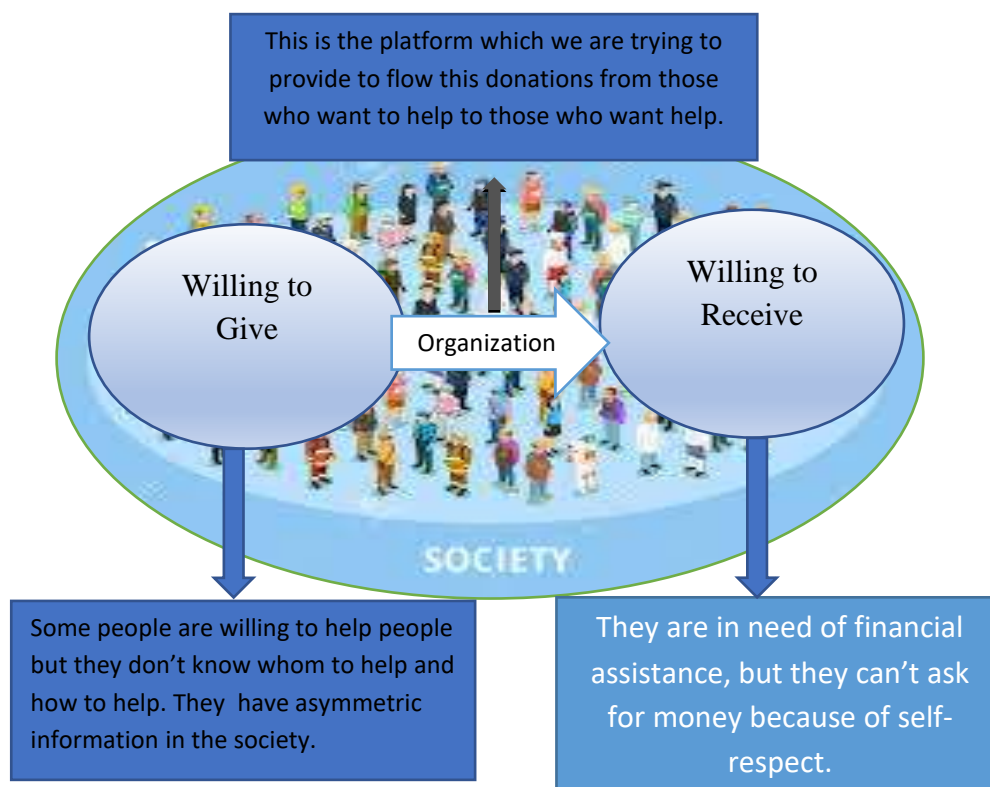 This is the platform which we are trying to
provide to flow this donations from those
who want to help to those who want help.
Willing to
Give
Organization
Willing to
Receive
SOCIETY
Some people are willing to help people
but they don’t know whom to help and
how to help. They  have asymmetric
information in the society.
They are in need of financial
assistance, but they can’t ask
for money because of self-
respect.